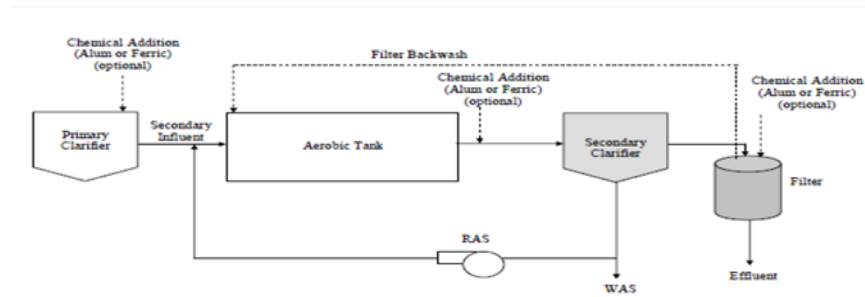 Chemical Addition
(Alum or Ferric)
(optional)
Filter Backwash
Chemical Addition
(Alum or Ferric)
(optional)
Chemical Addition
(Alum or Ferric)
(optional)
Primary
Clarifier
Secondary
Influent
Aerobic Tank
Secondary
Clarifier
Filter
RAS
WAS
Effluent